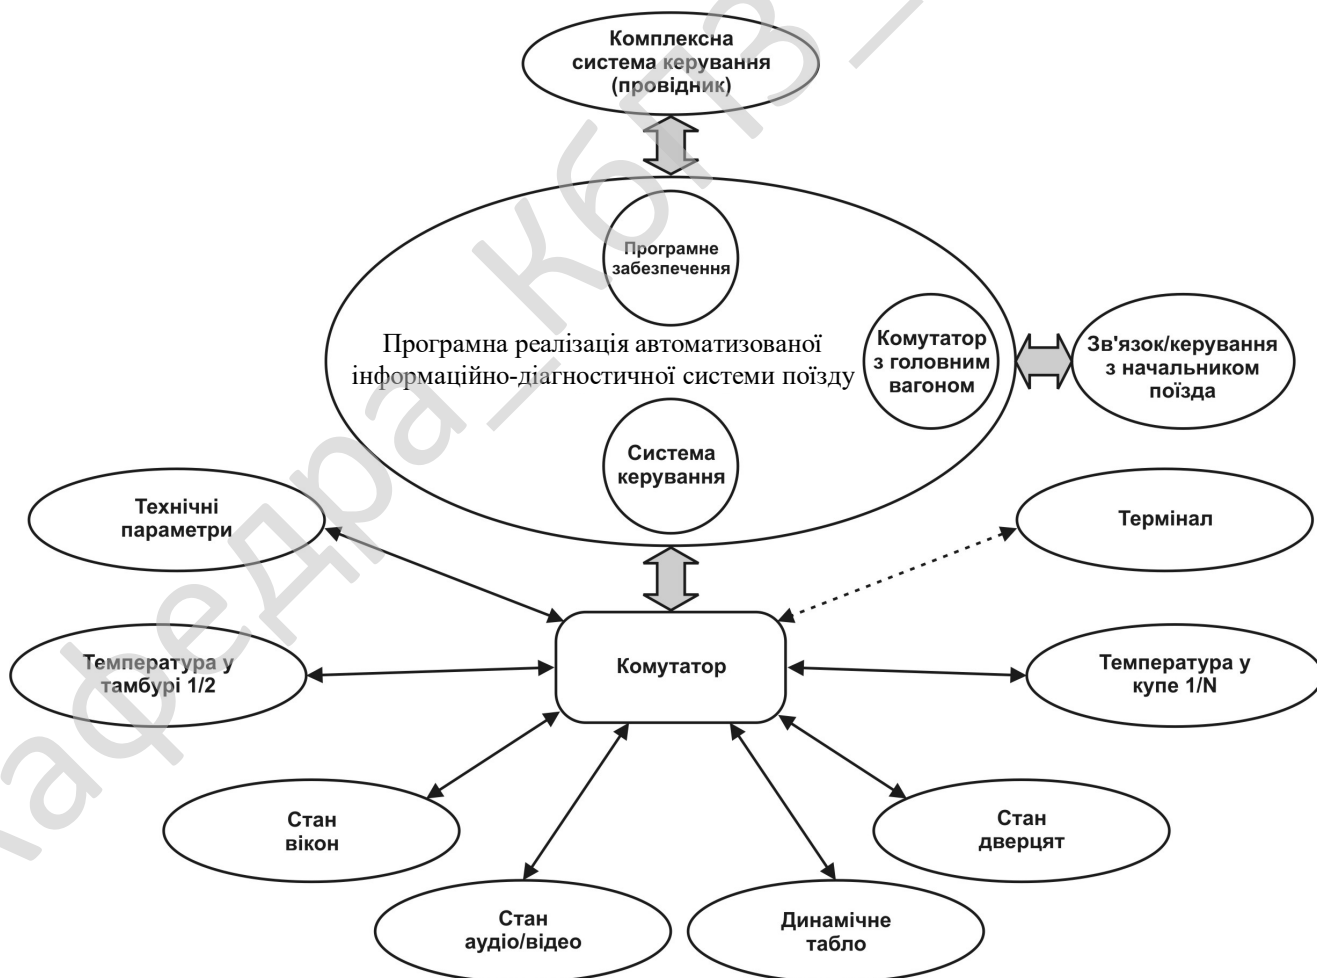 Комплексна
система керування
(провідник)
Програмне
забезпечення
Програмна реалізація автоматизованої
інформаційно-діагностичної системи поїзду
Комутатор
з головним
вагоном
Зв'язок/керування
з начальником
поїзда
Система
керування
Технічні
параметри
Термінал
Температура у
тамбурі 1/2
Комутатор
Температура у
купе 1/N
Стан
вікон
Стан
дверцят
Стан
аудіо/відео
Динамічне
табло
Кафедра_КбПЗ_